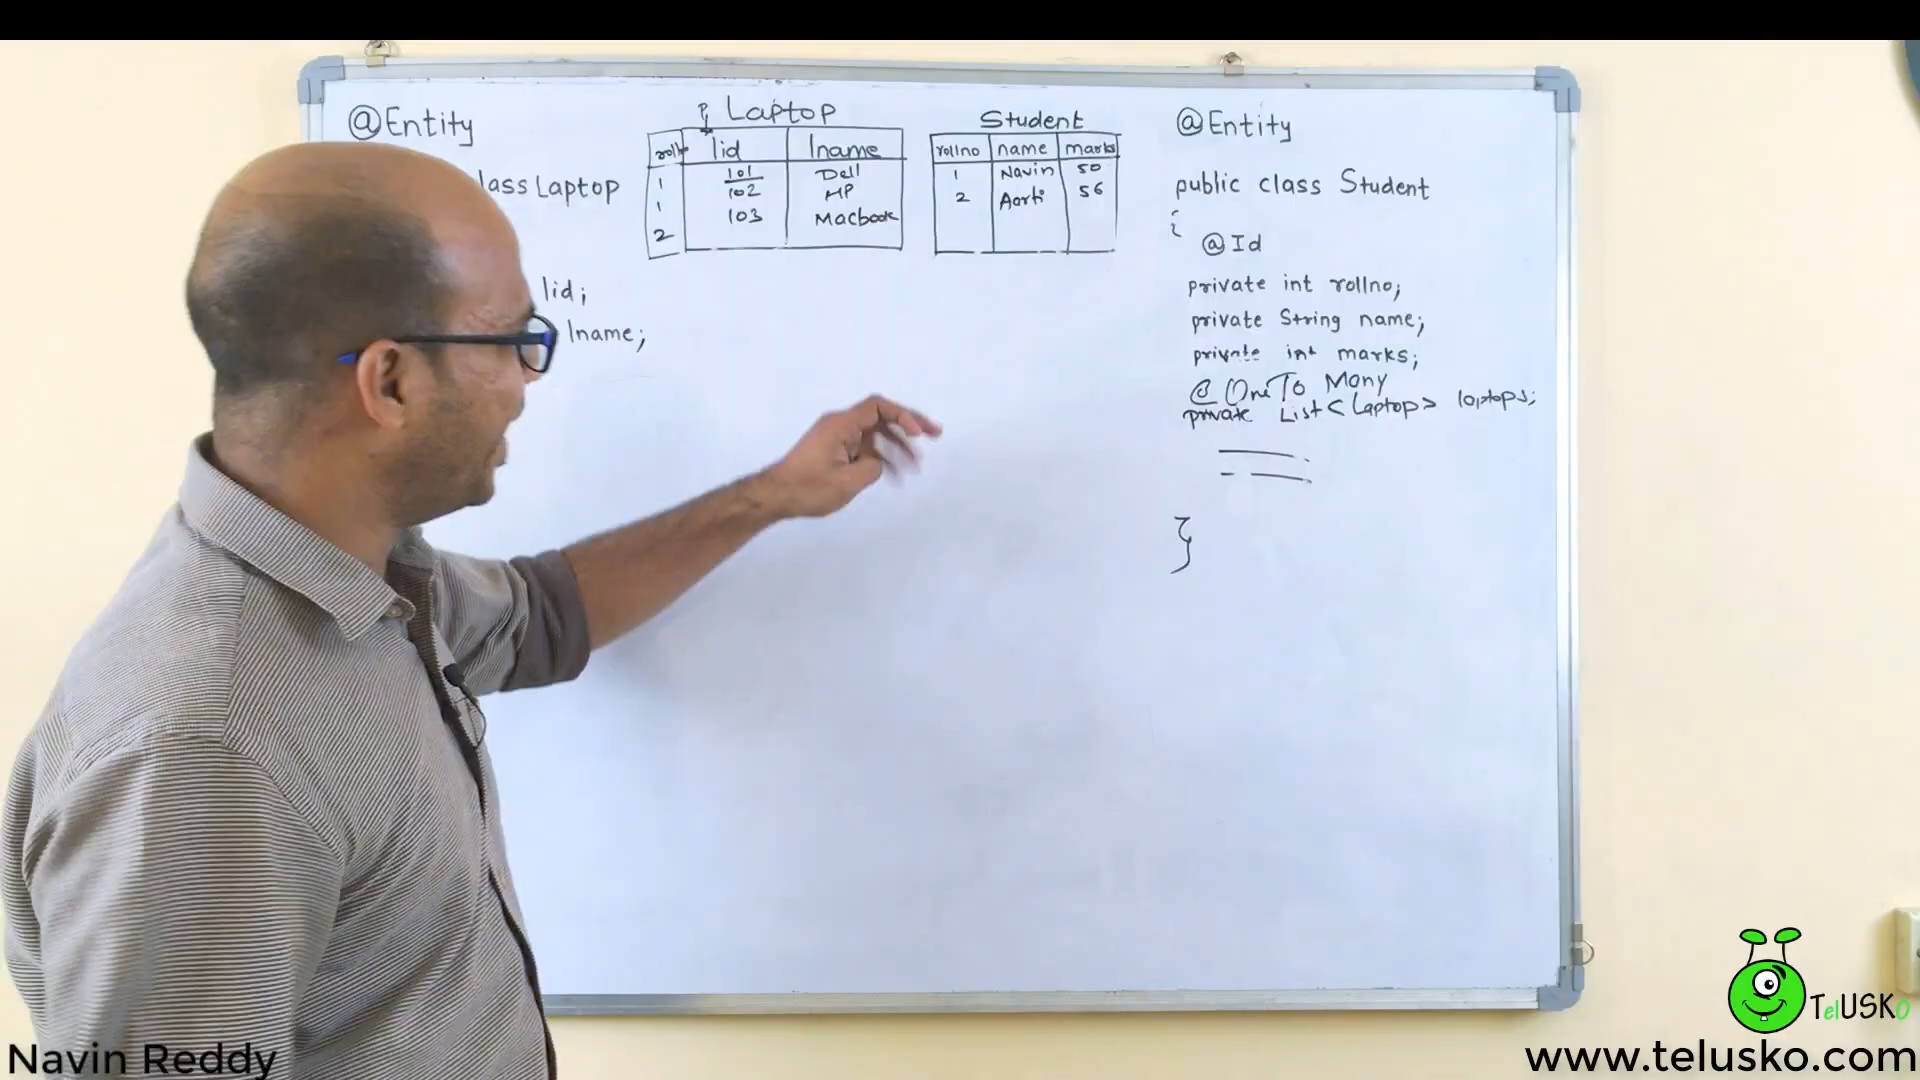 @Entity
lass Laptop
lid;
lname;
Laptop
rollno lid lname
1 101 Dell
1 102 HP
2 103 Macbook
Student
rollno name marks
1 Navin 50
2 Aarti 56
@Entity
public class Student
{
@Id
private int rollno;
private String name;
private int marks;
@OneToMany
private List<Laptop> laptops;
}
TelUSKO
Navin Reddy
www.telusko.com